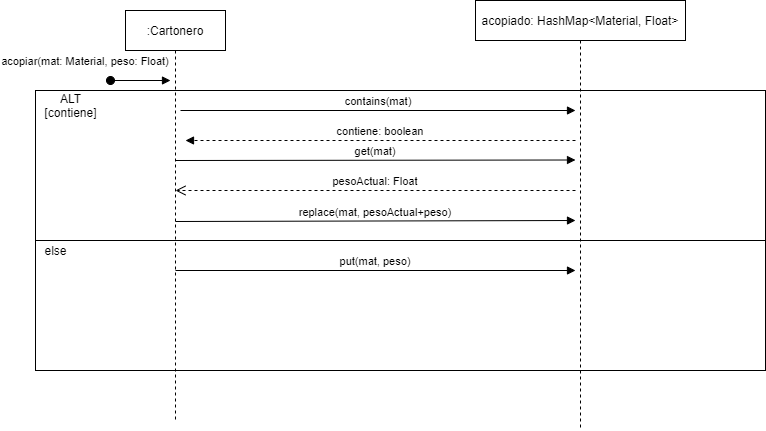 :Cartonero
acopiado: HashMap<Material, Float>
acopiar(mat: Material, peso: Float)
ALT
[contiene]
contains(mat)
contiene: boolean
get(mat)
pesoActual: Float
replace(mat, pesoActual+peso)
else
put(mat, peso)